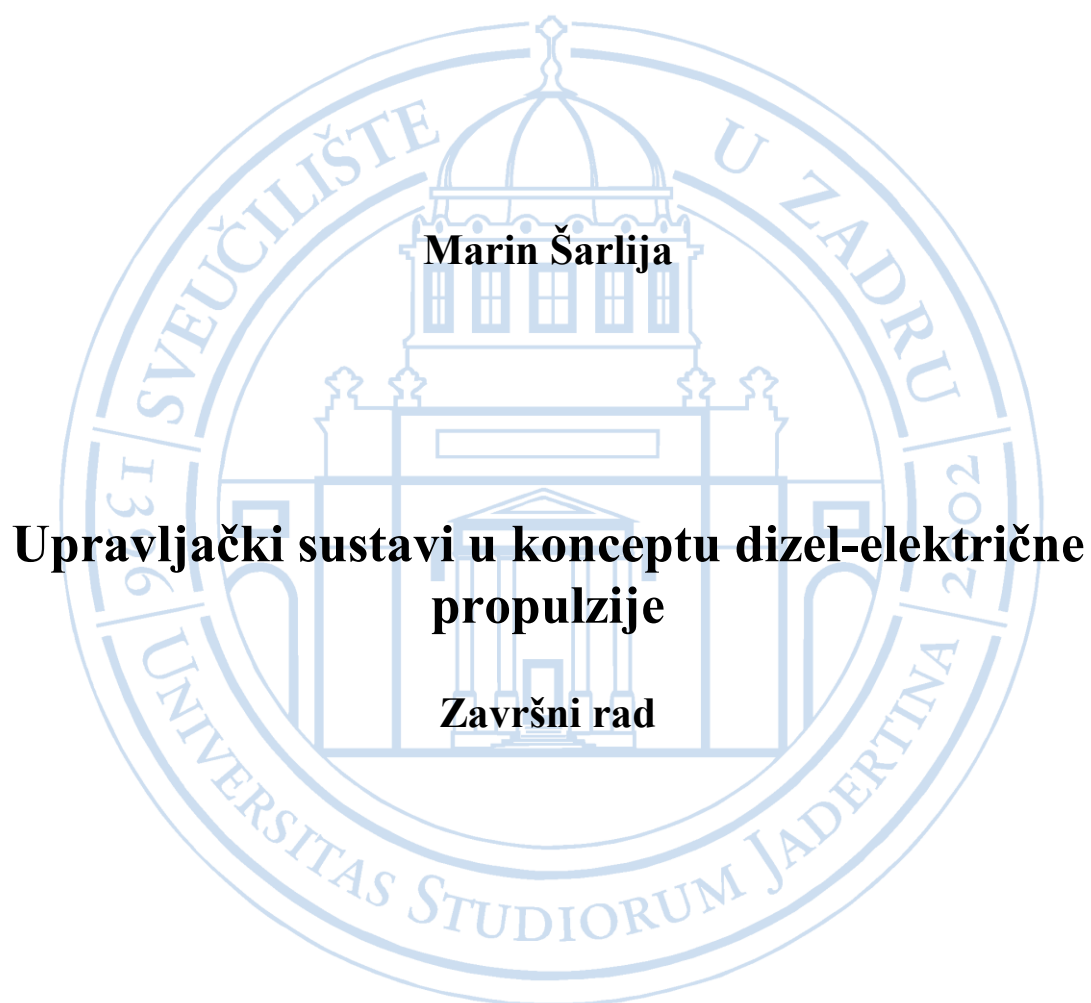 Marin Šarlija
Upravljački sustavi u konceptu dizel-električne
propulzije
Završni rad
SVEUČILIŠTE U ZADRU
1396
2002
UNIVERSITAS STUDIORUM JADERTINA